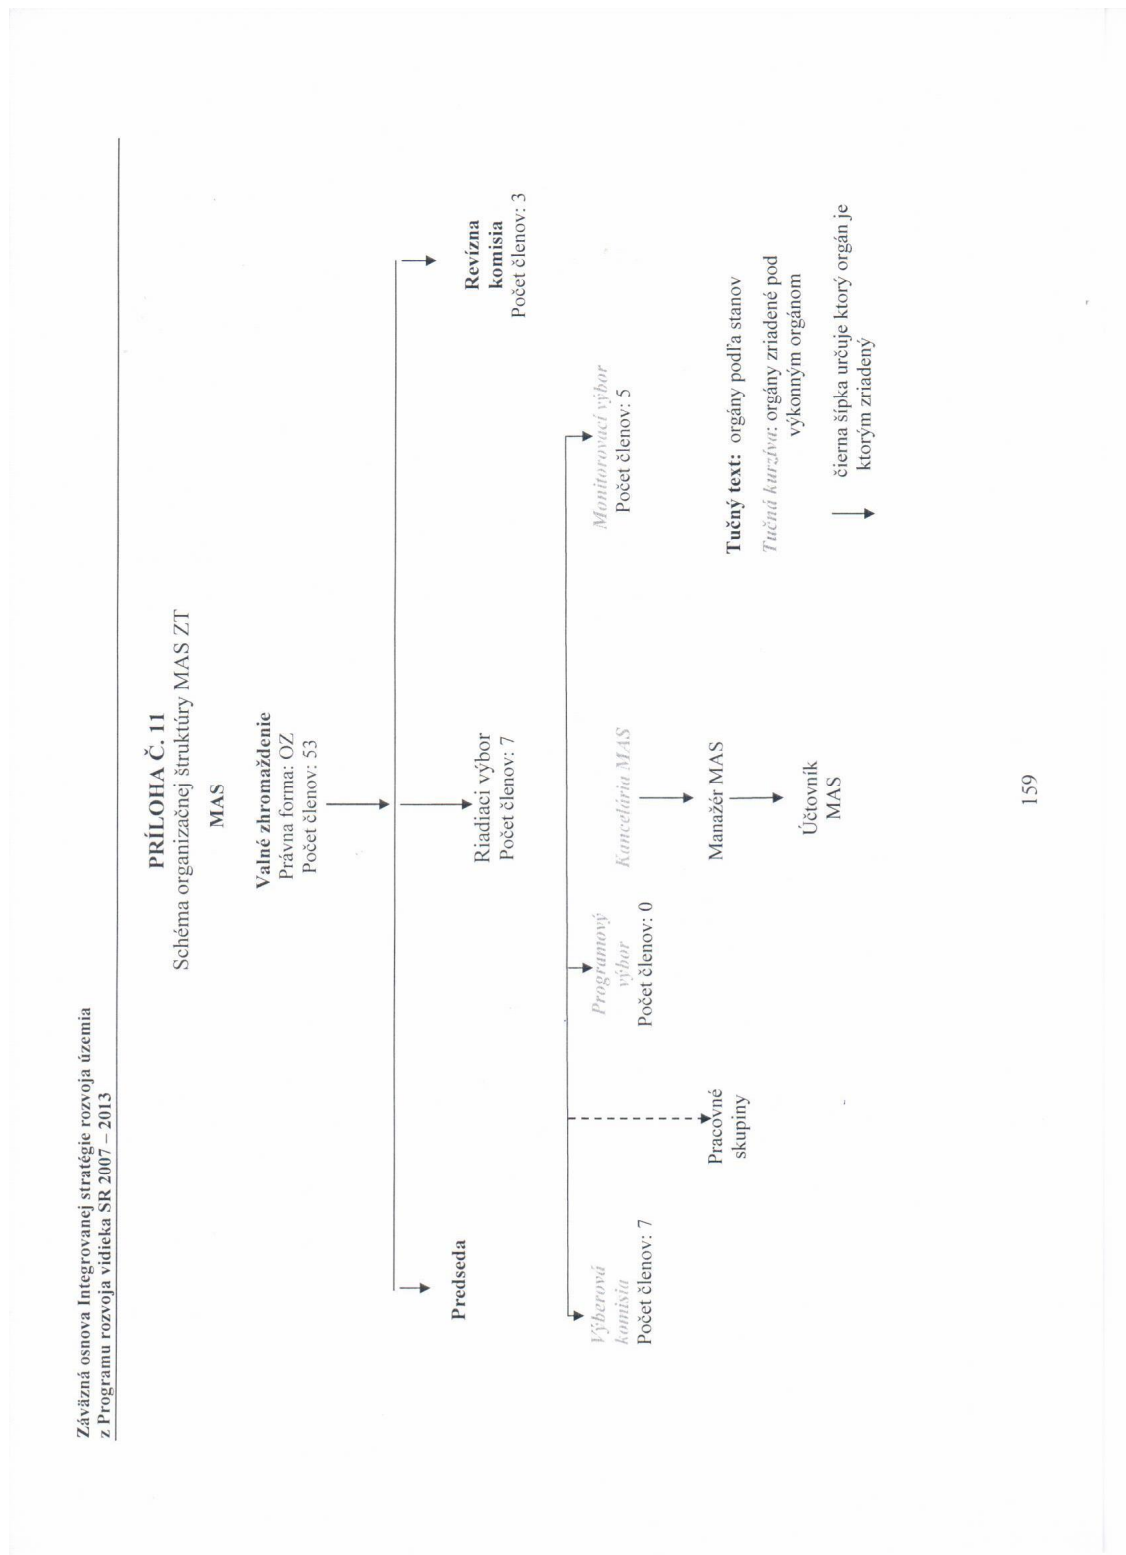 Záväzná osnova Integrovanej stratégie rozvoja územia
z Programu rozvoja vidieka SR 2007 – 2013
PRÍLOHA Č. 11
Schéma organizačnej štruktúry MAS ZT
MAS
Valné zhromaždenie
Právna forma: OZ
Počet členov: 53
Predseda
Riadiaci výbor
Počet členov: 7
Revízna
komisia
Počet členov: 3
Výberová
komisia
Počet členov: 7
Pracovné
skupiny
Programový
výbor
Počet členov: 0
Kancelária MAS
Manažér MAS
Účtovník
MAS
Monitorovací výbor
Počet členov: 5
Tučný text: orgány podľa stanov
Tučná kurzíva: orgány zriadené pod
výkonným orgánom
čierna šípka určuje ktorý orgán je
ktorým zriadený
159